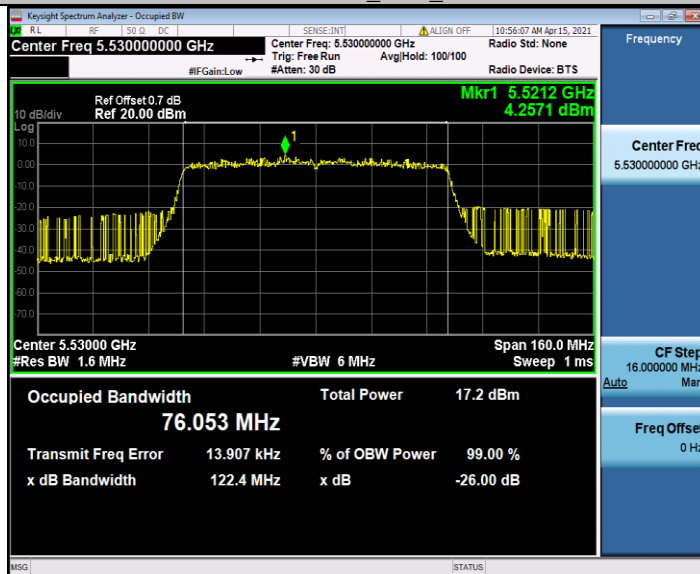 Keysight Spectrum Analyzer - Occupied BW
RL RF 50 Ω DC SENSE:INT ALIGN OFF 10:56:07 AM Apr 15, 2021
Center Freq 5.530000000 GHz
Center Freq: 5.530000000 GHz
Radio Std: None
Trig: Free Run Avg|Hold: 100/100
#IFGain:Low #Atten: 30 dB Radio Device: BTS
Mkr1 5.5212 GHz
4.2571 dBm
Ref Offset 0.7 dB
10 dB/div Ref 20.00 dBm
Log
10.0
0.00
-10.0
-20.0
-30.0
-40.0
-50.0
-60.0
-70.0
1
Center 5.53000 GHz Span 160.0 MHz
#Res BW 1.6 MHz #VBW 6 MHz Sweep 1 ms
Occupied Bandwidth Total Power 17.2 dBm
76.053 MHz
Transmit Freq Error 13.907 kHz % of OBW Power 99.00 %
x dB Bandwidth 122.4 MHz x dB -26.00 dB
MSG STATUS
Frequency
Center Freq
5.530000000 GHz
CF Step
16.000000 MHz
Auto Man
Freq Offset
0 Hz